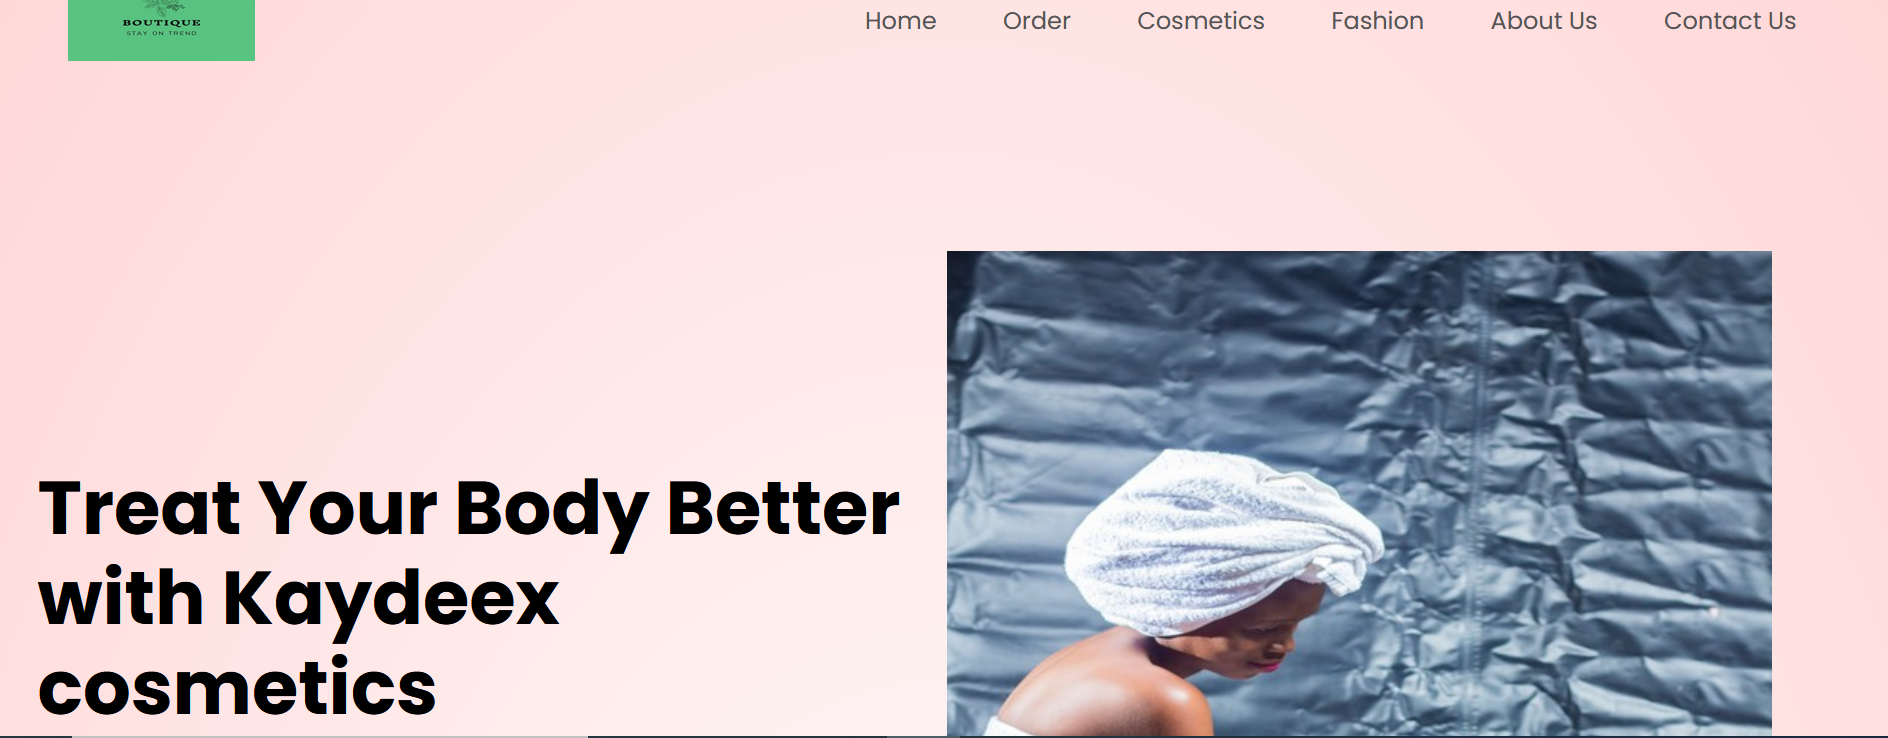 BOUTIQUE
STAY ON TREND
Home Order Cosmetics Fashion About Us Contact Us
Treat Your Body Better
with Kaydeex
cosmetics